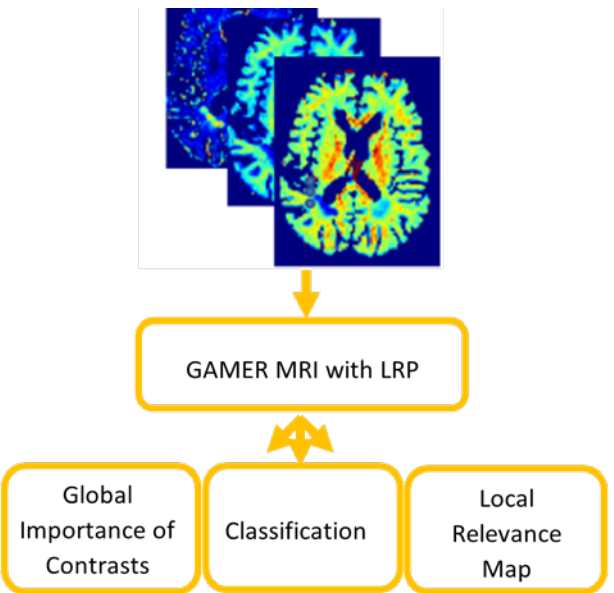 GAMER MRI with LRP
Global
Importance of
Contrasts
Classification
Local
Relevance
Map